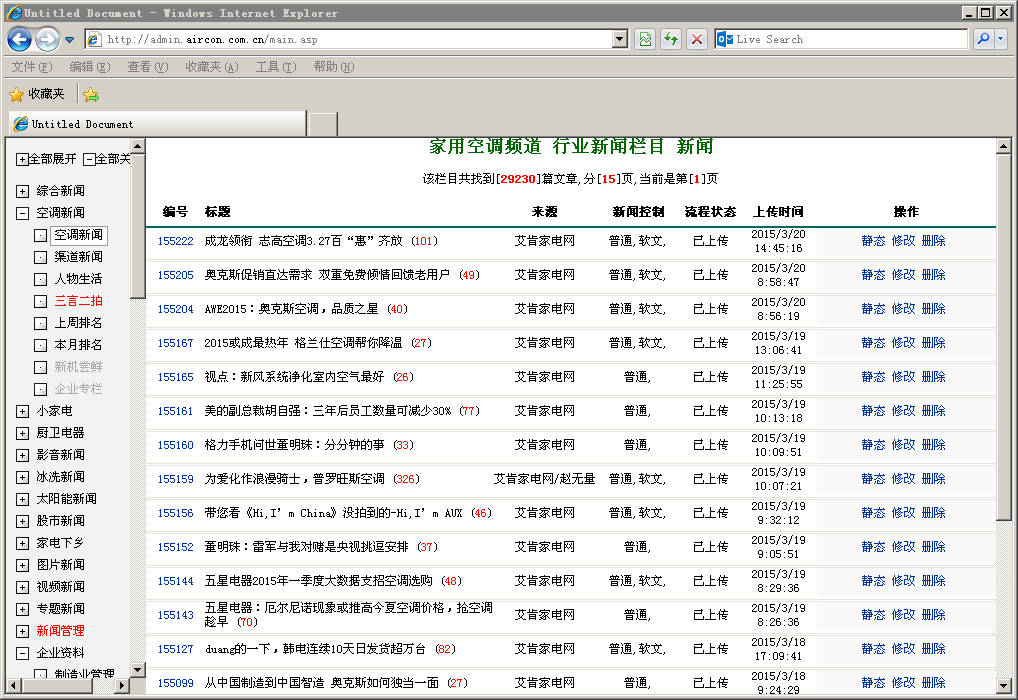 Untitled Document - Windows Internet Explorer
http://admin.aircon.com.cn/main.asp
Live Search
文件(F) 编辑(E) 查看(V) 收藏夹(A) 工具(T) 帮助(H)
收藏夹
Untitled Document
全部展开 全部关
综合新闻
空调新闻
空调新闻
渠道新闻
人物生活
三言二拍
上周排名
本月排名
新机尝鲜
企业专栏
小家电
厨卫电器
影音新闻
冰洗新闻
太阳能新闻
股市新闻
家电下乡
图片新闻
视频新闻
专题新闻
新闻管理
企业资料
制造业管理
家用空调频道 行业新闻栏目 新闻
该栏目共找到[29230]篇文章,分[15]页,当前是第[1]页
编号 标题 来源 新闻控制 流程状态 上传时间 操作
155222 成龙领衔 志高空调3.27百“惠”齐放 (101) 艾肯家电网 普通,软文, 已上传 2015/3/20 14:45:16 静态 修改 删除
155205 奥克斯促销直达需求 双重免费倾情回馈老用户 (49) 艾肯家电网 普通,软文, 已上传 2015/3/20 8:58:47 静态 修改 删除
155204 AWE2015：奥克斯空调，品质之星 (40) 艾肯家电网 普通,软文, 已上传 2015/3/20 8:56:19 静态 修改 删除
155167 2015或成最热年 格兰仕空调帮你降温 (27) 艾肯家电网 普通,软文, 已上传 2015/3/19 13:06:41 静态 修改 删除
155165 视点：新风系统净化室内空气最好 (26) 艾肯家电网 普通, 已上传 2015/3/19 11:25:55 静态 修改 删除
155161 美的副总裁胡自强：三年后员工数量可减少30% (77) 艾肯家电网 普通, 已上传 2015/3/19 10:13:18 静态 修改 删除
155160 格力手机问世董明珠：分分钟的事 (33) 艾肯家电网 普通, 已上传 2015/3/19 10:09:51 静态 修改 删除
155159 为爱化作浪漫骑士，普罗旺斯空调 (326) 艾肯家电网/赵无量 普通,软文, 已上传 2015/3/19 10:07:21 静态 修改 删除
155156 带您看《Hi,I’m China》没拍到的-Hi,I’m AUX (46) 艾肯家电网 普通,软文, 已上传 2015/3/19 9:32:12 静态 修改 删除
155152 董明珠：雷军与我对赌是央视挑逗安排 (37) 艾肯家电网 普通, 已上传 2015/3/19 9:05:51 静态 修改 删除
155144 五星电器2015年一季度大数据支招空调选购 (48) 艾肯家电网 普通,软文, 已上传 2015/3/19 8:29:36 静态 修改 删除
155143 五星电器：厄尔尼诺现象或推高今夏空调价格，抢空调趁早 (70) 艾肯家电网 普通, 已上传 2015/3/19 8:26:36 静态 修改 删除
155127 duang的一下，韩电连续10天日发货超万台 (82) 艾肯家电网 普通,软文, 已上传 2015/3/18 17:09:41 静态 修改 删除
155099 从中国制造到中国智造 奥克斯如何独当一面 (27) 艾肯家电网 普通,软文, 已上传 2015/3/18 9:24:29 静态 修改 删除